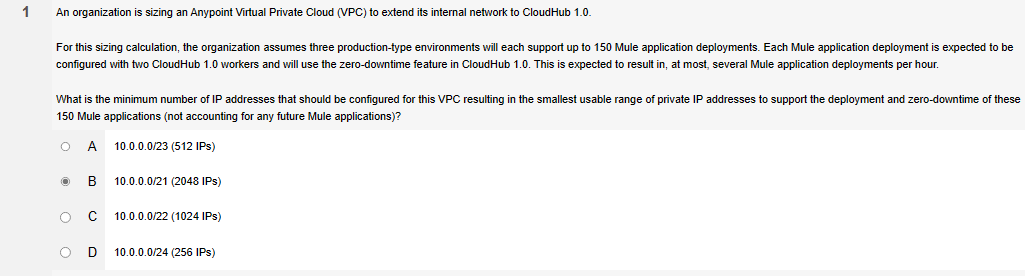 1 An organization is sizing an Anypoint Virtual Private Cloud (VPC) to extend its internal network to CloudHub 1.0.
For this sizing calculation, the organization assumes three production-type environments will each support up to 150 Mule application deployments. Each Mule application deployment is expected to be
configured with two CloudHub 1.0 workers and will use the zero-downtime feature in CloudHub 1.0. This is expected to result in, at most, several Mule application deployments per hour.
What is the minimum number of IP addresses that should be configured for this VPC resulting in the smallest usable range of private IP addresses to support the deployment and zero-downtime of these
150 Mule applications (not accounting for any future Mule applications)?
A 10.0.0.0/23 (512 IPs)
B 10.0.0.0/21 (2048 IPs)
C 10.0.0.0/22 (1024 IPs)
D 10.0.0.0/24 (256 IPs)